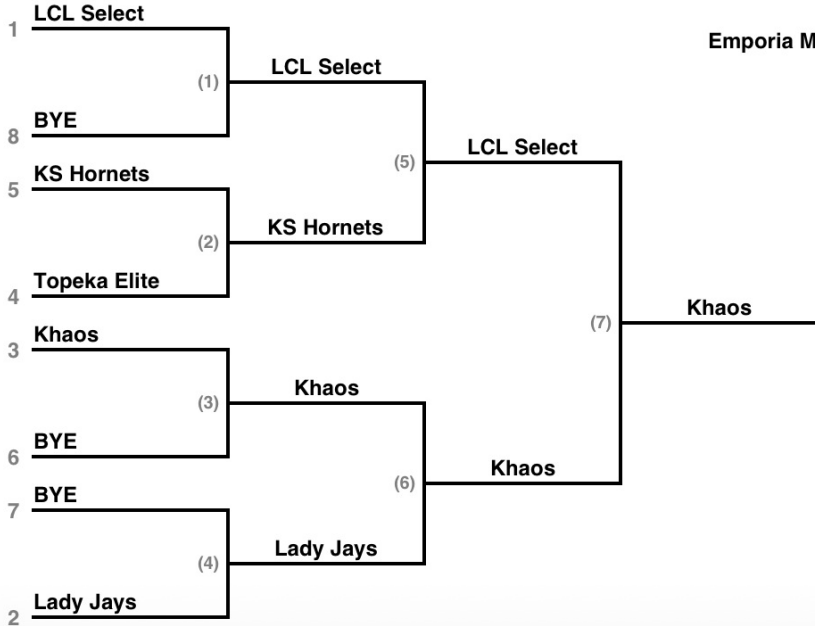 LCL Select
1
Emporia M
(1)
LCL Select
BYE
8
LCL Select
(5)
KS Hornets
5
KS Hornets
(2)
Topeka Elite
4
Khaos
(7)
Khaos
3
Khaos
(3)
BYE
6
Khaos
(6)
BYE
7
Lady Jays
(4)
Lady Jays
2